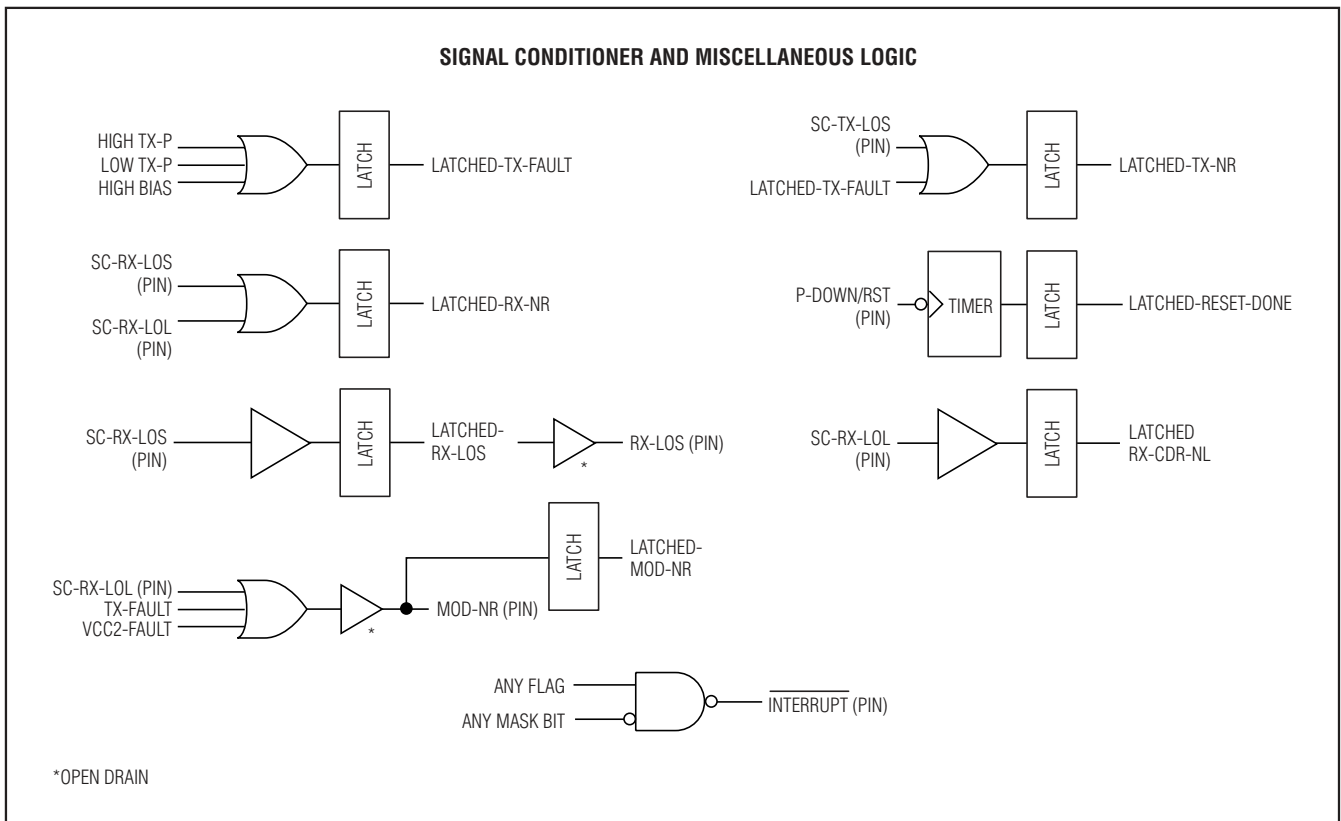 SIGNAL CONDITIONER AND MISCELLANEOUS LOGIC
HIGH TX-P
LOW TX-P
HIGH BIAS
LATCH
LATCHED-TX-FAULT
SC-TX-LOS
(PIN)
LATCHED-TX-FAULT
LATCH
LATCHED-TX-NR
SC-RX-LOS
(PIN)
SC-RX-LOL
(PIN)
LATCH
LATCHED-RX-NR
P-DOWN/RST
(PIN)
TIMER
LATCH
LATCHED-RESET-DONE
SC-RX-LOS
(PIN)
LATCH
LATCHED-
RX-LOS
*
RX-LOS (PIN)
SC-RX-LOL
(PIN)
LATCH
LATCHED
RX-CDR-NL
SC-RX-LOL (PIN)
TX-FAULT
VCC2-FAULT
*
MOD-NR (PIN)
LATCH
LATCHED-
MOD-NR
ANY FLAG
ANY MASK BIT
INTERRUPT (PIN)
*OPEN DRAIN